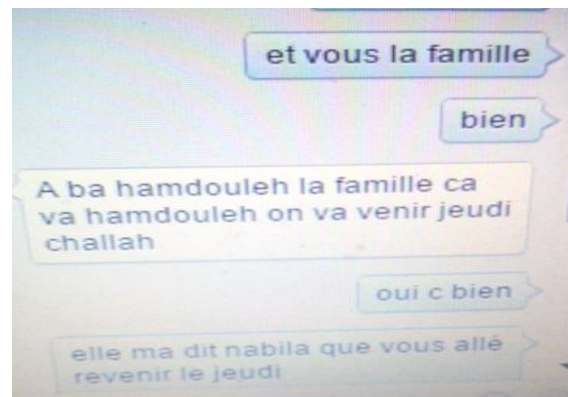 et vous la famille
bien
A ba hamdouleh la famille ca
va hamdouleh on va venir jeudi
challah
oui c bien
elle ma dit nabila que vous allé
revenir le jeudi